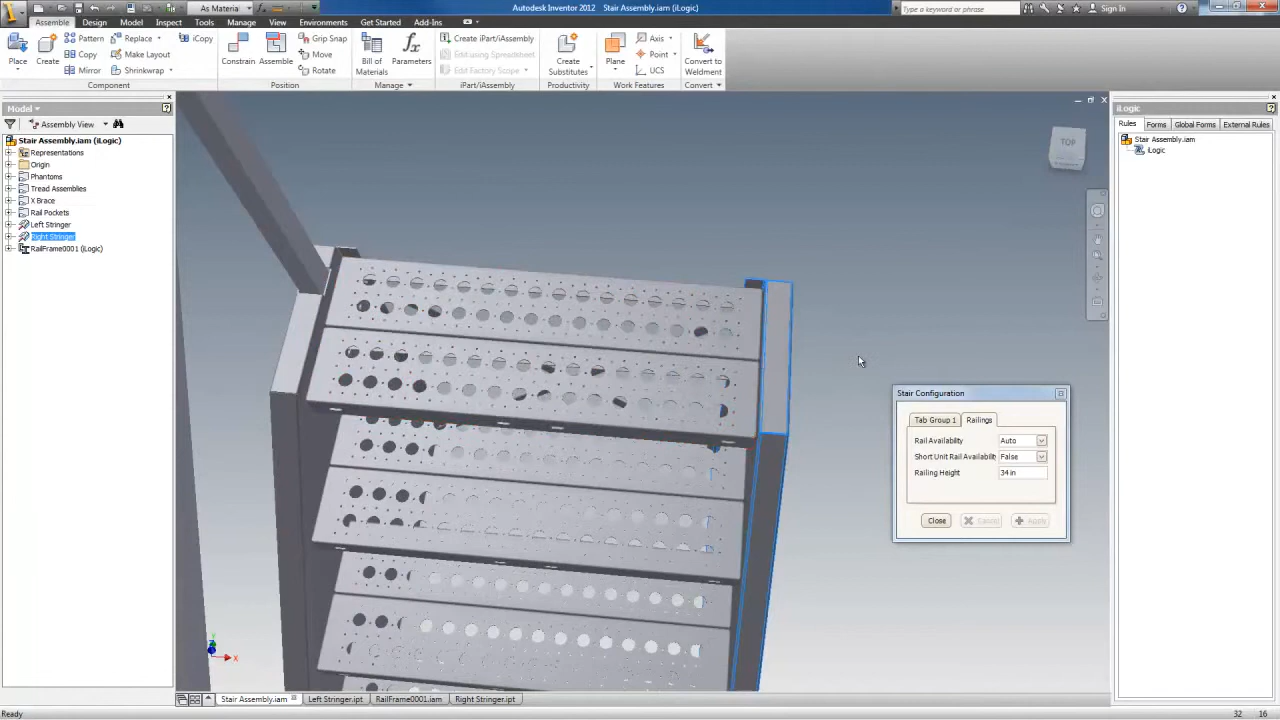 As Material
Autodesk Inventor 2012 Stair Assembly.iam (iLogic)
Type a keyword or phrase
Sign In
Assemble Design Model Inspect Tools Manage View Environments Get Started Add-Ins
Place
Create
Pattern
Copy
Mirror
Replace
Make Layout
Shrinkwrap
iCopy
Component
Constrain
Assemble
Grip Snap
Move
Rotate
Position
Bill of Materials
Parameters
Manage
Create iPart/iAssembly
Edit using Spreadsheet
Edit Factory Scope
iPart/iAssembly
Create Substitutes
Productivity
Plane
Axis
Point
UCS
Work Features
Convert to Weldment
Convert
Model
Assembly View
Stair Assembly.iam (iLogic)
Representations
Origin
Phantoms
Tread Assemblies
X Brace
Rail Pockets
Left Stringer
Right Stringer
RailFrame0001 (iLogic)
TOP
iLogic
Rules Forms Global Forms External Rules
Stair Assembly.iam
iLogic
Stair Configuration
Tab Group 1 Railings
Rail Availability Auto
Short Unit Rail Availability False
Railing Height 34 in
Close Cancel Apply
Y
X
Stair Assembly.iam Left Stringer.ipt RailFrame0001.iam Right Stringer.ipt
Ready 32 16